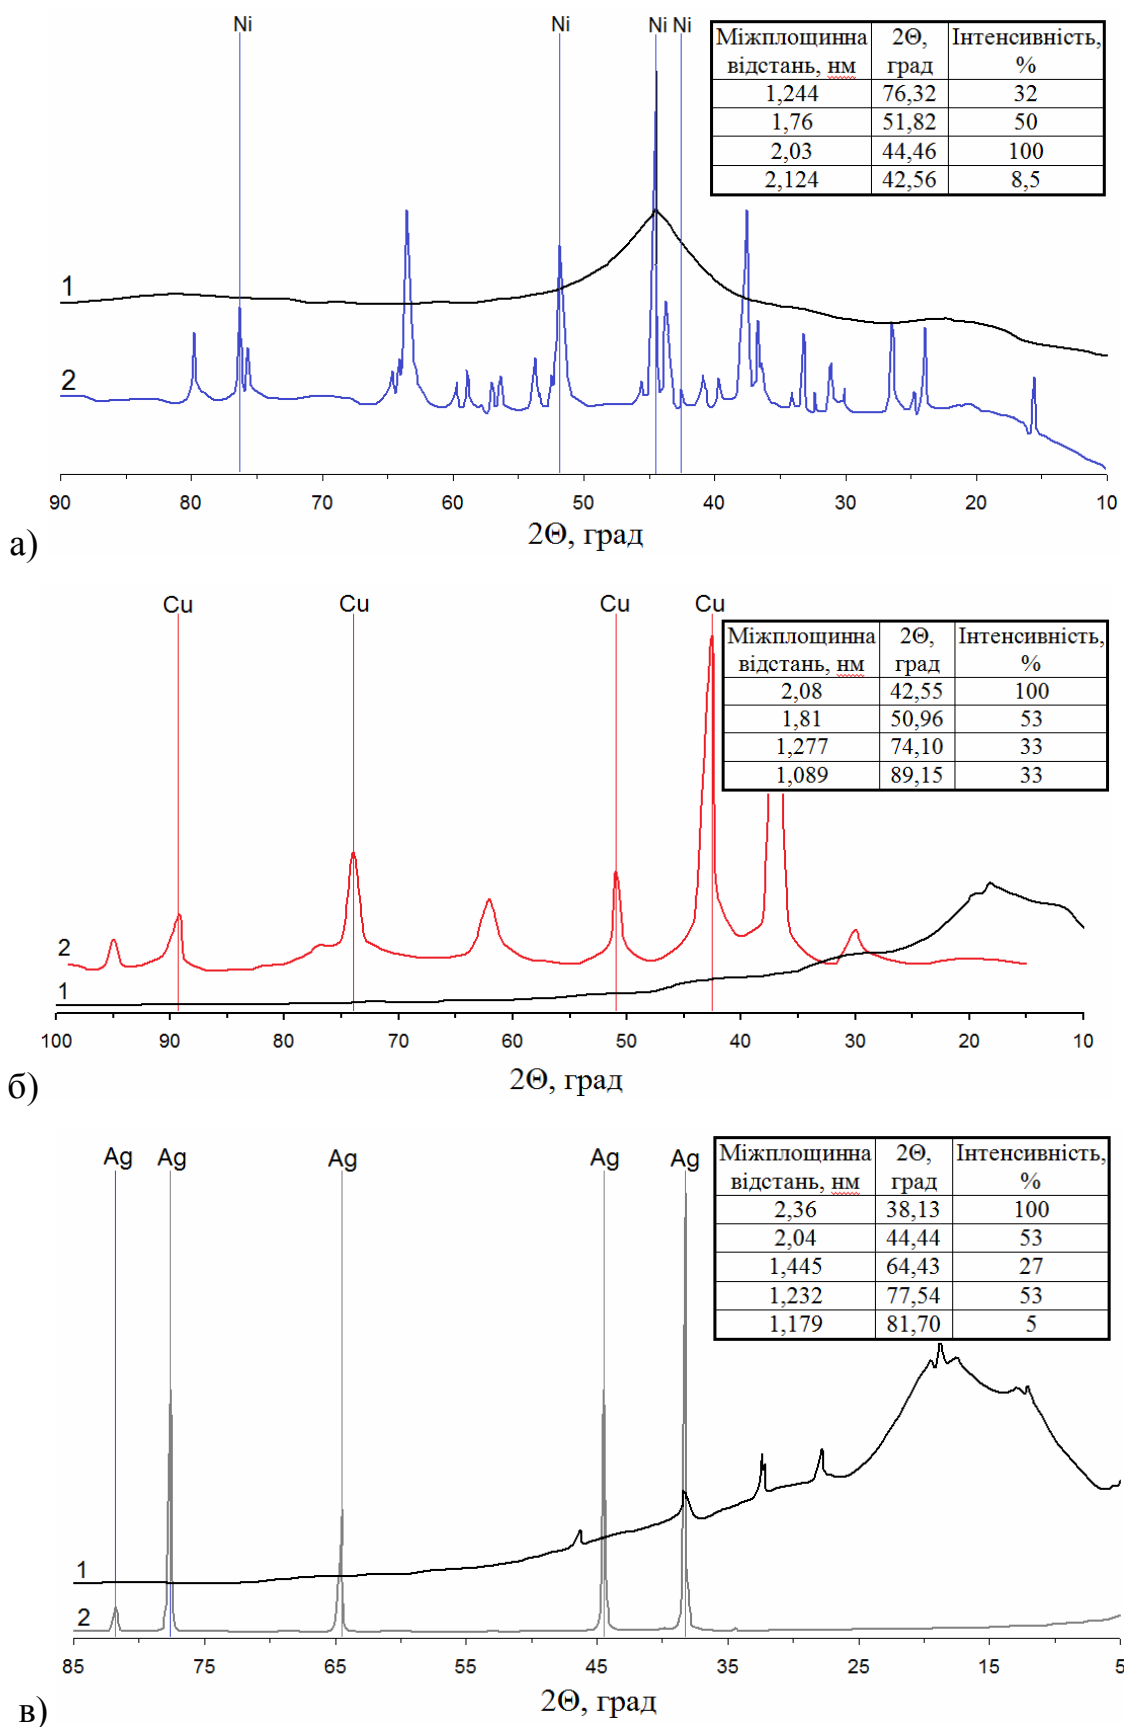 Ni Ni Ni Ni
Міжплощинна 2Θ, Інтенсивність,
відстань, нм град %
1,244 76,32 32
1,76 51,82 50
2,03 44,46 100
2,124 42,56 8,5
1
2
90 80 70 60 50 40 30 20 10
2Θ, град
а)
Cu Cu Cu Cu
Міжплощинна 2Θ, Інтенсивність,
відстань, нм град %
2,08 42,55 100
1,81 50,96 53
1,277 74,10 33
1,089 89,15 33
2
1
100 90 80 70 60 50 40 30 20 10
2Θ, град
б)
Ag Ag Ag Ag Ag
Міжплощинна 2Θ, Інтенсивність,
відстань, нм град %
2,36 38,13 100
2,04 44,44 53
1,445 64,43 27
1,232 77,54 53
1,179 81,70 5
1
2
85 75 65 55 45 35 25 15 5
2Θ, град
в)